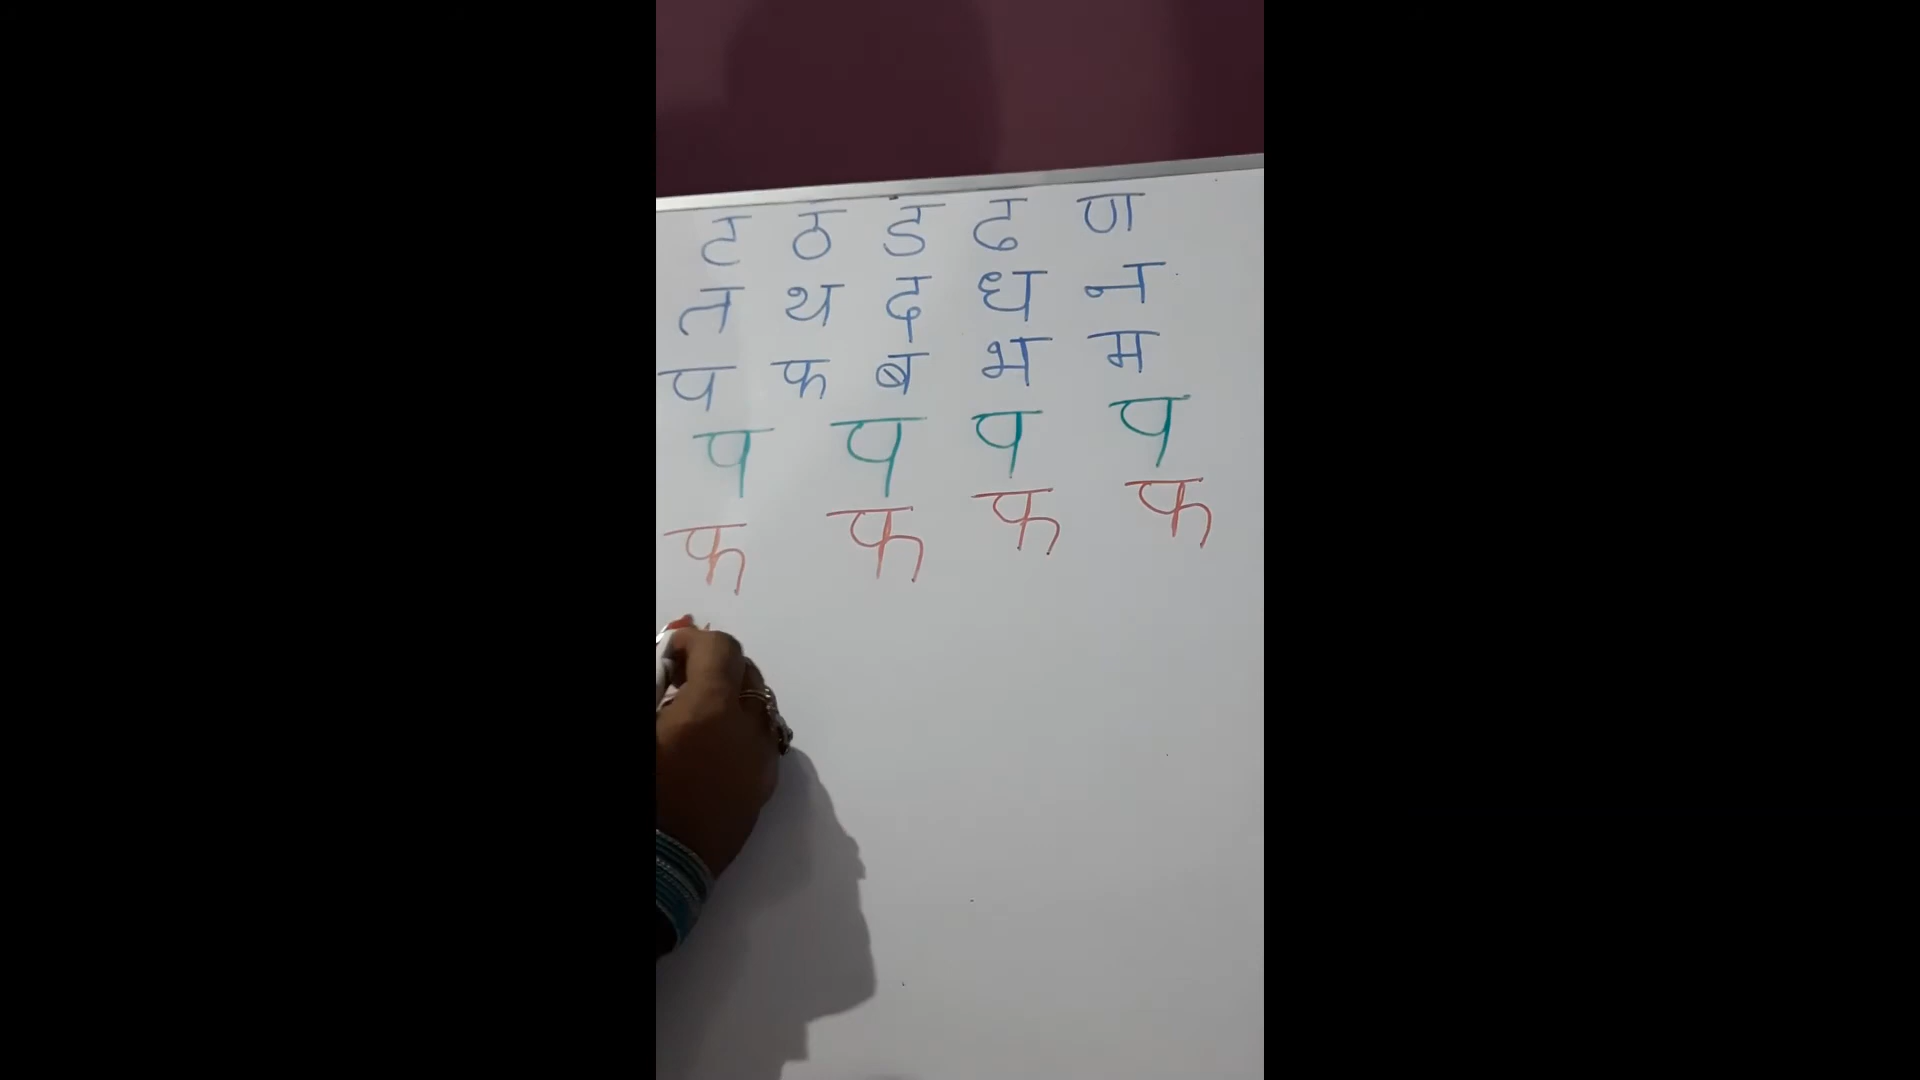 ट ठ ड ढ ण
त थ द ध न
प फ ब भ म
प प प प
फ फ फ फ